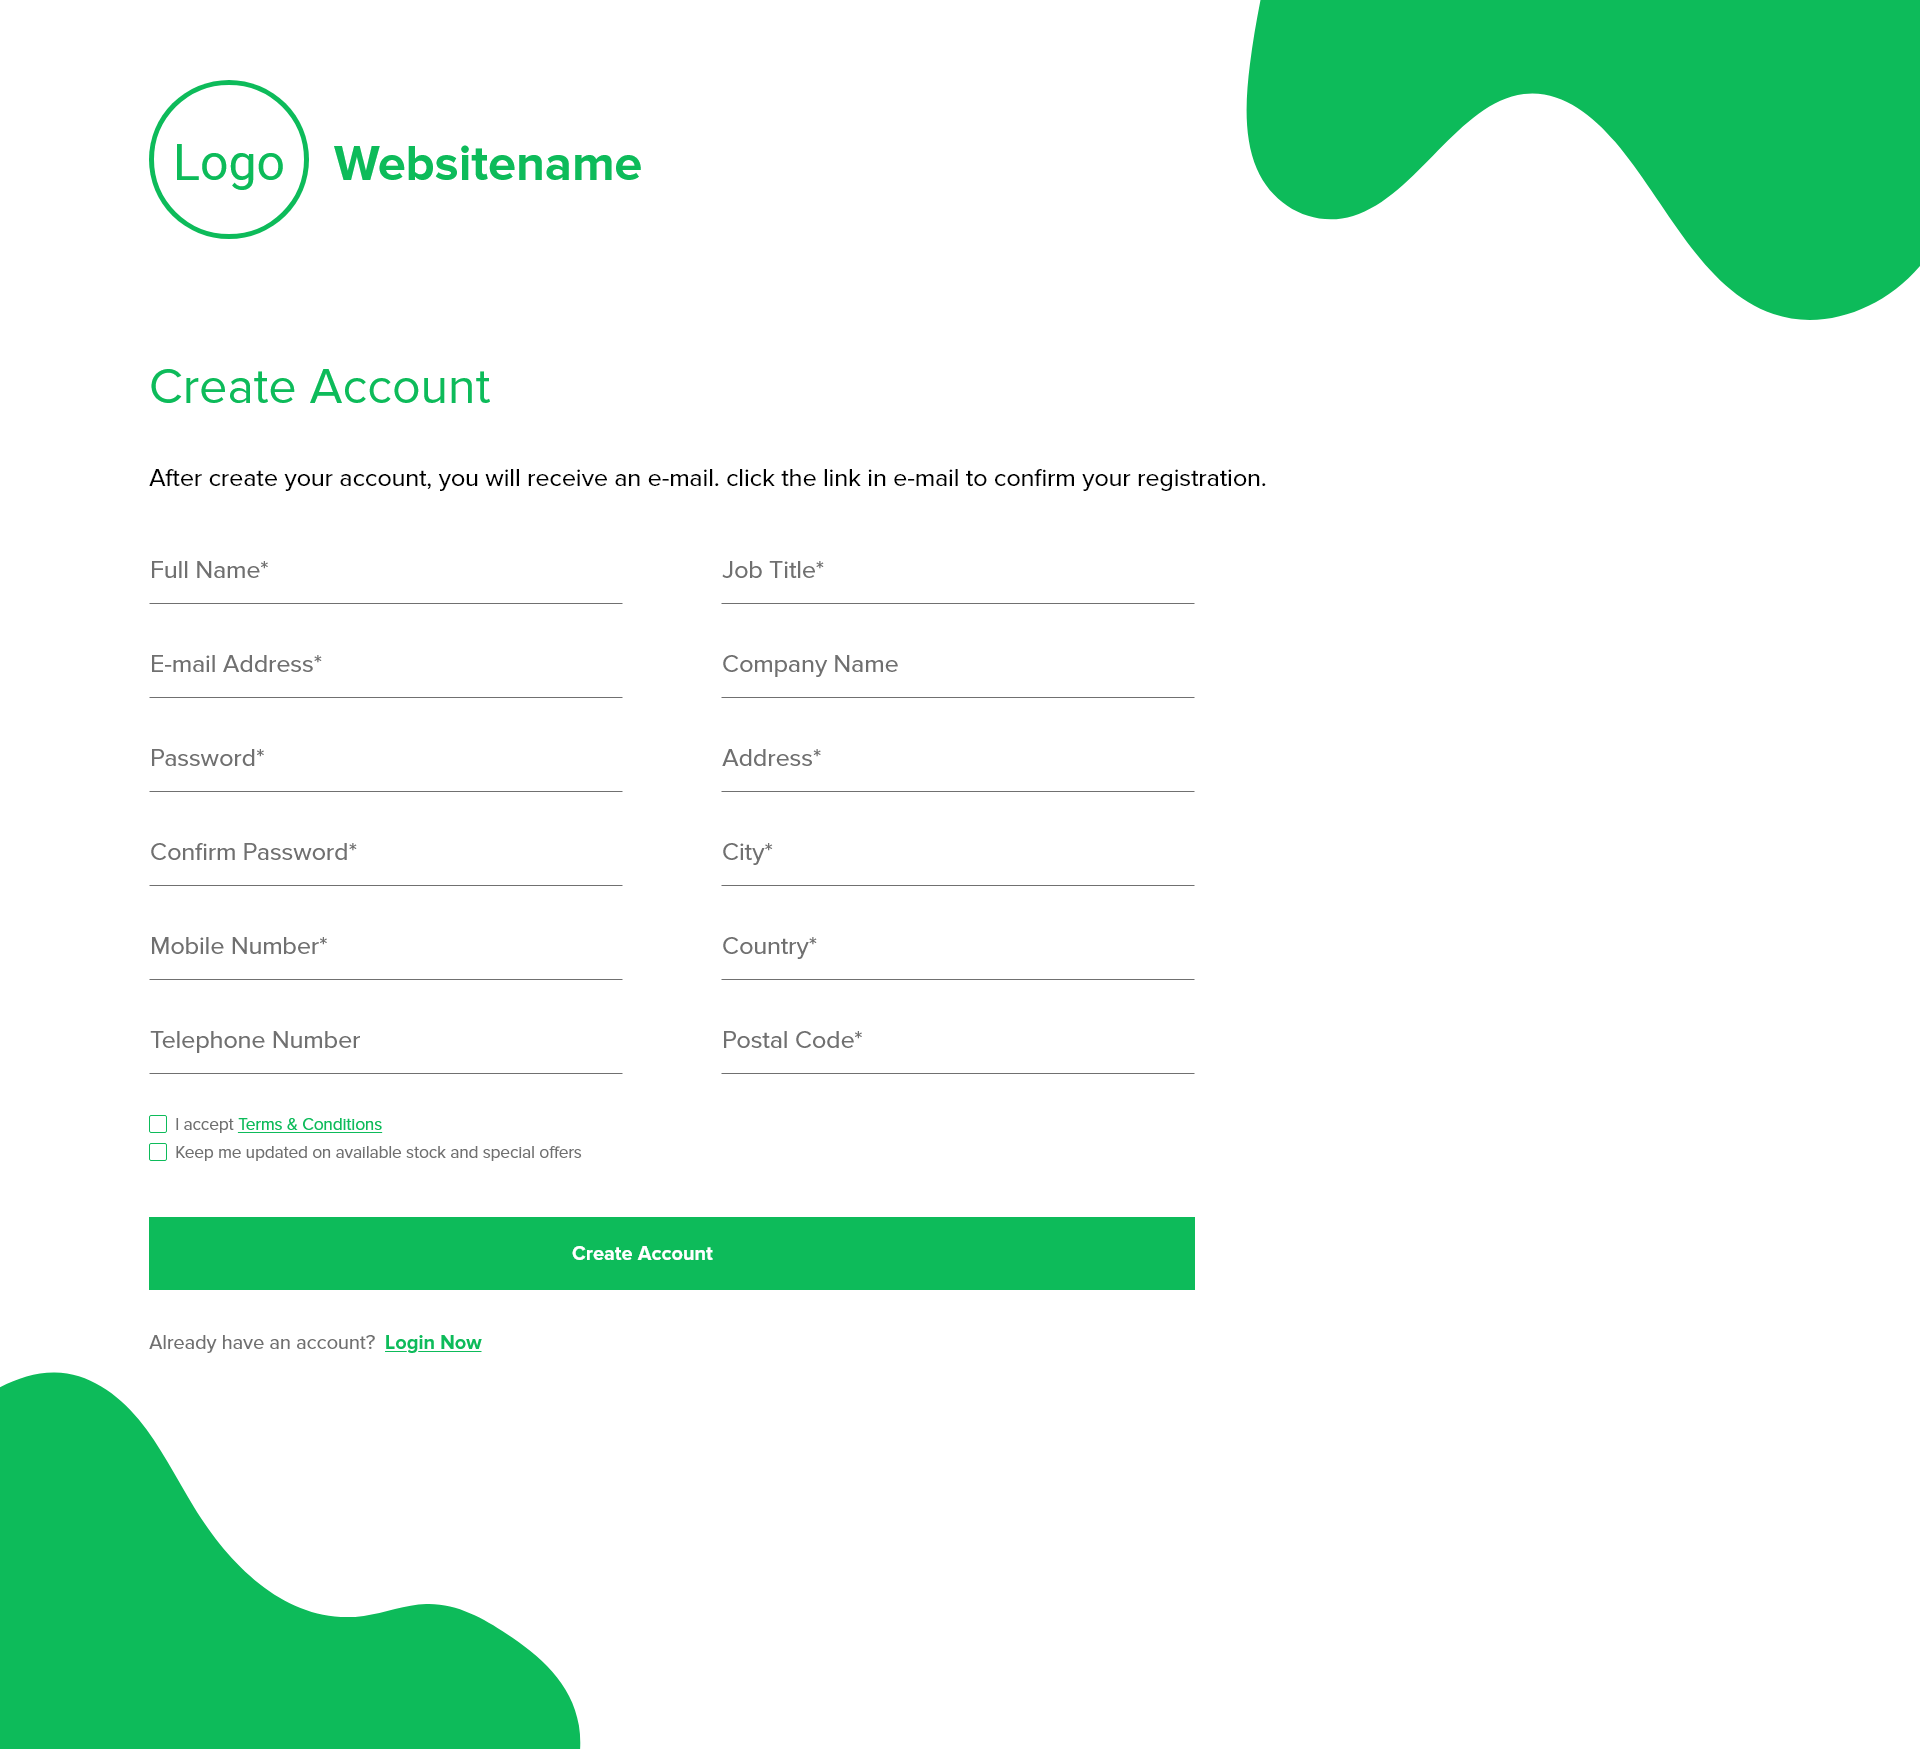 Logo
Websitename
Create Account
After create your account, you will receive an e-mail. click the link in e-mail to confirm your registration.
Full Name*
Job Title*
E-mail Address*
Company Name
Password*
Address*
Confirm Password*
City*
Mobile Number*
Country*
Telephone Number
Postal Code*
I accept Terms & Conditions
Keep me updated on available stock and special offers
Create Account
Already have an account? Login Now